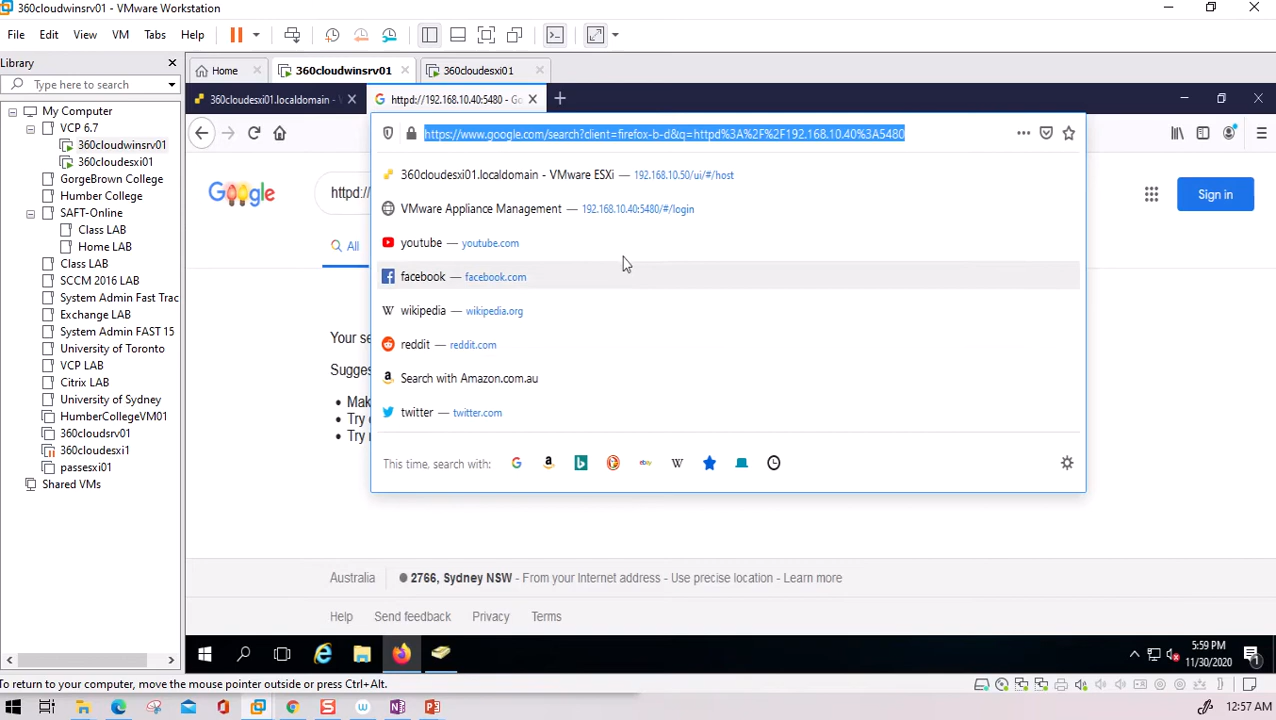 360cloudwinsrv01 - VMware Workstation
File Edit View VM Tabs Help
Library
Type here to search
My Computer
VCP 6.7
360cloudwinsrv01
360cloudesxi01
GorgeBrown College
Humber College
SAFT-Online
Class LAB
Home LAB
Class LAB
SCCM 2016 LAB
System Admin Fast Trac
Exchange LAB
System Admin FAST 15
University of Toronto
VCP LAB
Citrix LAB
University of Sydney
HumberCollegeVM01
360cloudsrv01
360cloudesxi1
passesxi01
Shared VMs
Home 360cloudwinsrv01 360cloudesxi01
360cloudesxi01.localdomain - httpd://192.168.10.40:5480 - Go
https://www.google.com/search?client=firefox-b-d&q=httpd%3A%2F%2F192.168.10.40%3A5480
360cloudesxi01.localdomain - VMware ESXi — 192.168.10.50/ui/#/host
VMware Appliance Management — 192.168.10.40:5480/#/login
youtube — youtube.com
facebook — facebook.com
wikipedia — wikipedia.org
reddit — reddit.com
Search with Amazon.com.au
twitter — twitter.com
This time, search with:
Google
httpd:/
Sign in
All
Your se
Sugges
Mak
Try
Try
Australia 2766, Sydney NSW - From your Internet address - Use precise location - Learn more
Help Send feedback Privacy Terms
5:59 PM
11/30/2020
To return to your computer, move the mouse pointer outside or press Ctrl+Alt.
12:57 AM